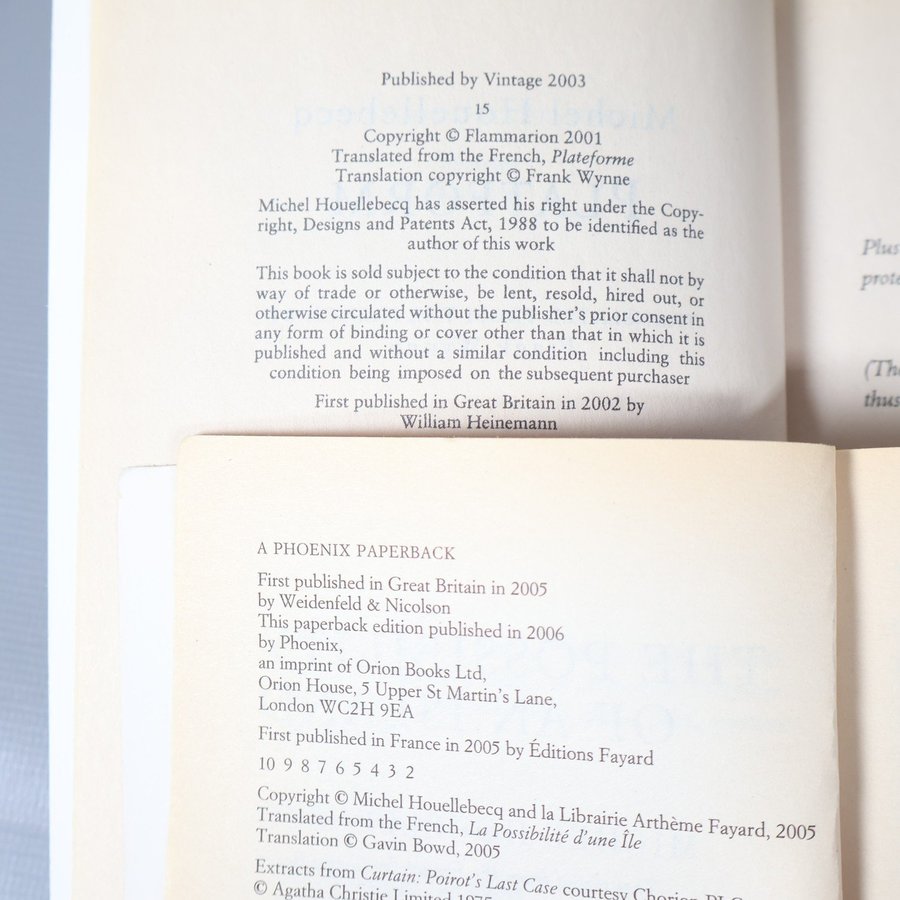 Published by Vintage 2003
15
Copyright © Flammarion 2001
Translated from the French, Plateforme
Translation copyright © Frank Wynne
Michel Houellebecq has asserted his right under the Copy-
right, Designs and Patents Act, 1988 to be identified as the
author of this work
This book is sold subject to the condition that it shall not by
way of trade or otherwise, be lent, resold, hired out, or
otherwise circulated without the publisher's prior consent in
any form of binding or cover other than that in which it is
published and without a similar condition including this
condition being imposed on the subsequent purchaser
First published in Great Britain in 2002 by
William Heinemann
Plus
prote
(The
thus
A PHOENIX PAPERBACK
First published in Great Britain in 2005
by Weidenfeld & Nicolson
This paperback edition published in 2006
by Phoenix,
an imprint of Orion Books Ltd,
Orion House, 5 Upper St Martin's Lane,
London WC2H 9EA
First published in France in 2005 by Éditions Fayard
10 9 8 7 6 5 4 3 2
Copyright © Michel Houellebecq and la Librairie Arthème Fayard, 2005
Translated from the French, La Possibilité d'une Île
Translation © Gavin Bowd, 2005
Extracts from Curtain: Poirot's Last Case courtesy Chorion PLC
© Agatha Christie Limited 1975